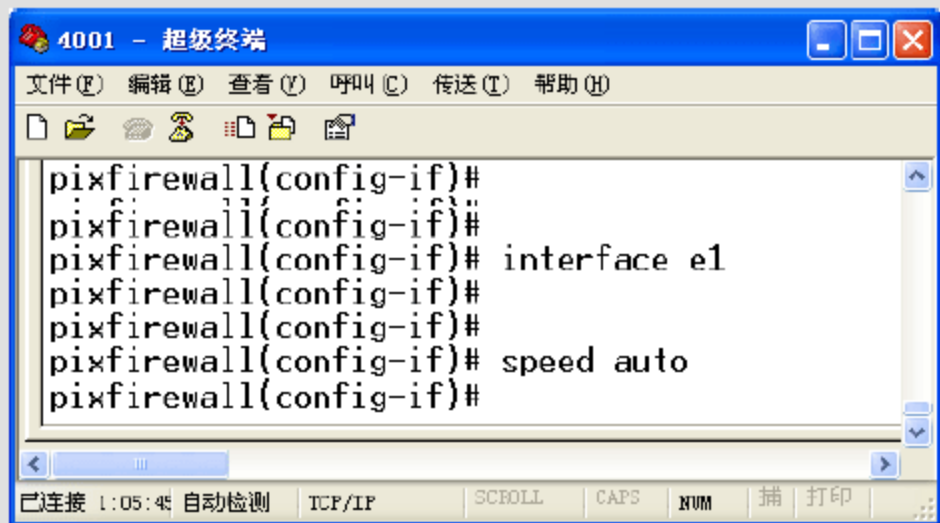 4001 - 超级终端
文件(F) 编辑(E) 查看(V) 呼叫(C) 传送(T) 帮助(H)
pixfirewall(config-if)#
pixfirewall(config-if)#
pixfirewall(config-if)# interface e1
pixfirewall(config-if)#
pixfirewall(config-if)#
pixfirewall(config-if)# speed auto
pixfirewall(config-if)#
已连接 1:05:45 自动检测 TCP/IP SCROLL CAPS NUM 捕 打印